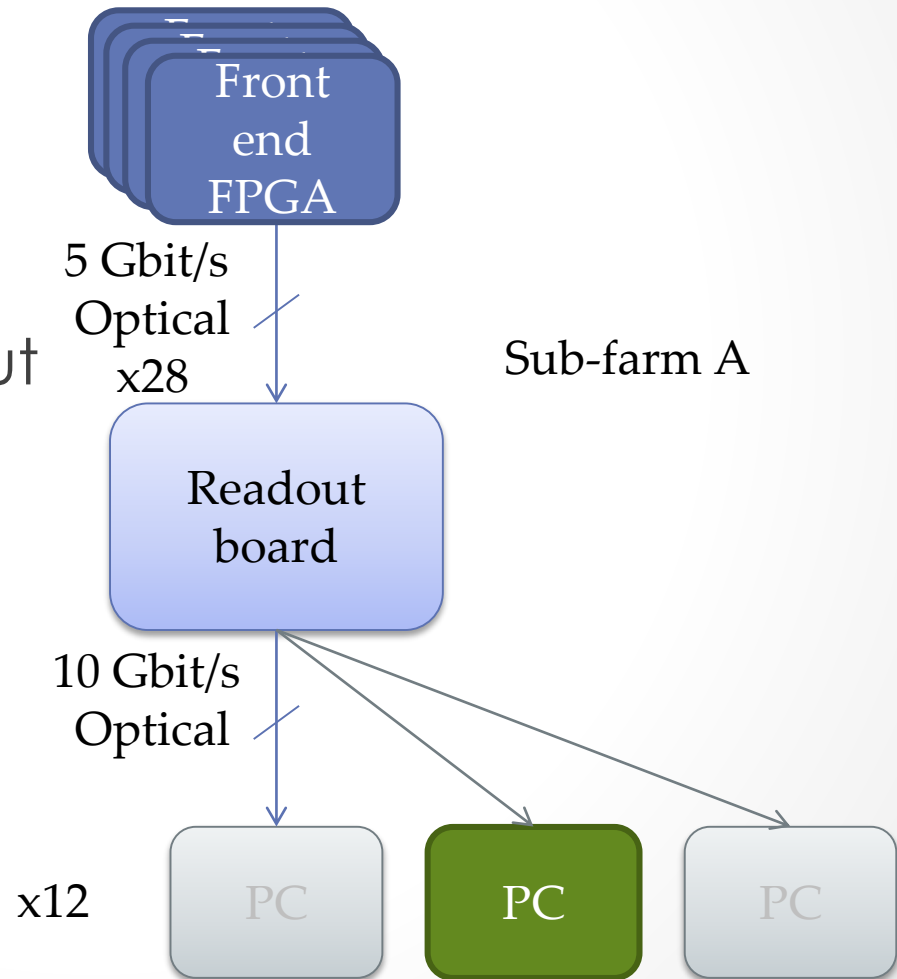 Front
end
FPGA
5 Gbit/s
Optical
x28
Sub-farm A
Readout
board
10 Gbit/s
Optical
x12
PC
PC
PC